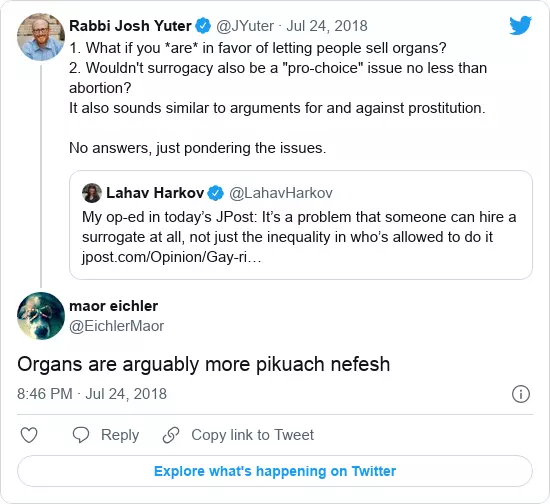 Rabbi Josh Yuter @JYuter · Jul 24, 2018
1. What if you *are* in favor of letting people sell organs?
2. Wouldn't surrogacy also be a "pro-choice" issue no less than
abortion?
It also sounds similar to arguments for and against prostitution.
No answers, just pondering the issues.
Lahav Harkov @LahavHarkov
My op-ed in today’s JPost: It’s a problem that someone can hire a
surrogate at all, not just the inequality in who’s allowed to do it
jpost.com/Opinion/Gay-ri…
maor eichler
@EichlerMaor
Organs are arguably more pikuach nefesh
8:46 PM · Jul 24, 2018
Reply Copy link to Tweet
Explore what's happening on Twitter